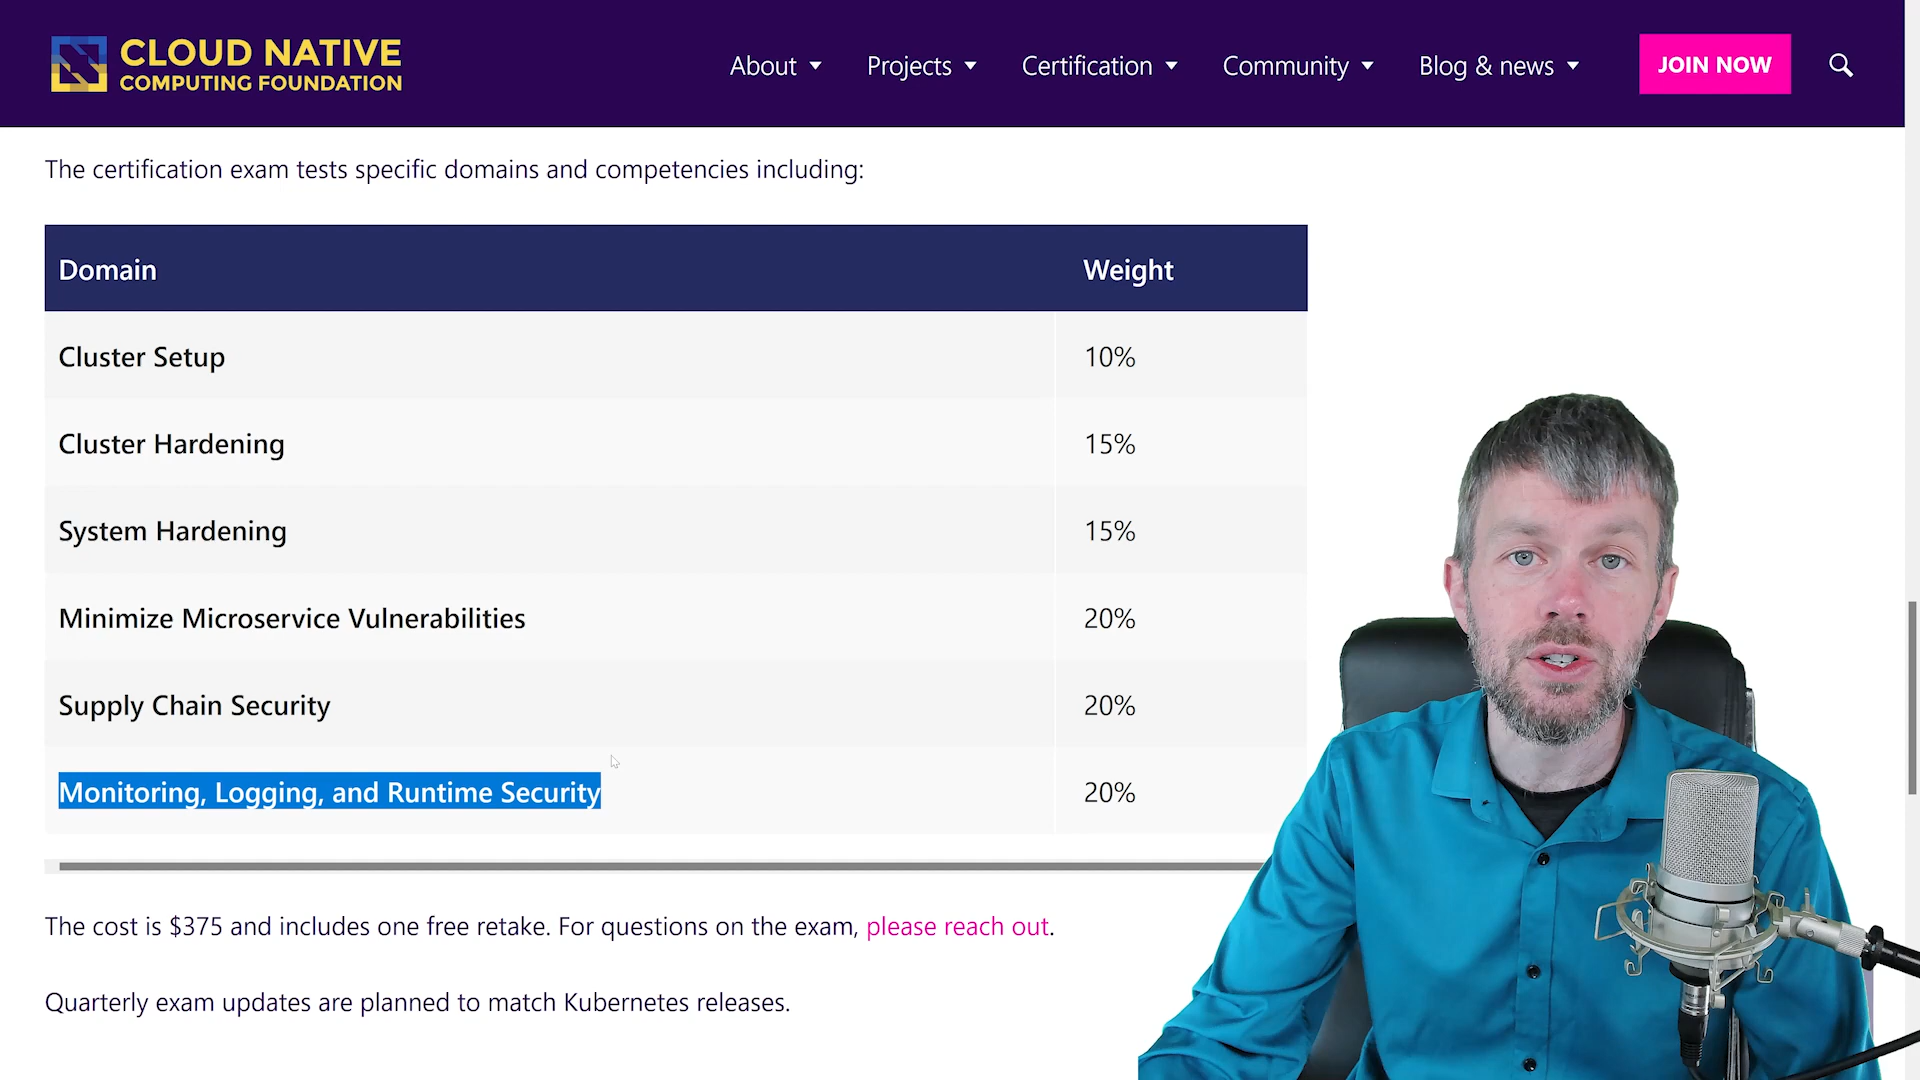 CLOUD NATIVE
COMPUTING FOUNDATION
About Projects Certification Community Blog & news JOIN NOW
The certification exam tests specific domains and competencies including:
Domain Weight
Cluster Setup 10%
Cluster Hardening 15%
System Hardening 15%
Minimize Microservice Vulnerabilities 20%
Supply Chain Security 20%
Monitoring, Logging, and Runtime Security 20%
The cost is $375 and includes one free retake. For questions on the exam, please reach out.
Quarterly exam updates are planned to match Kubernetes releases.